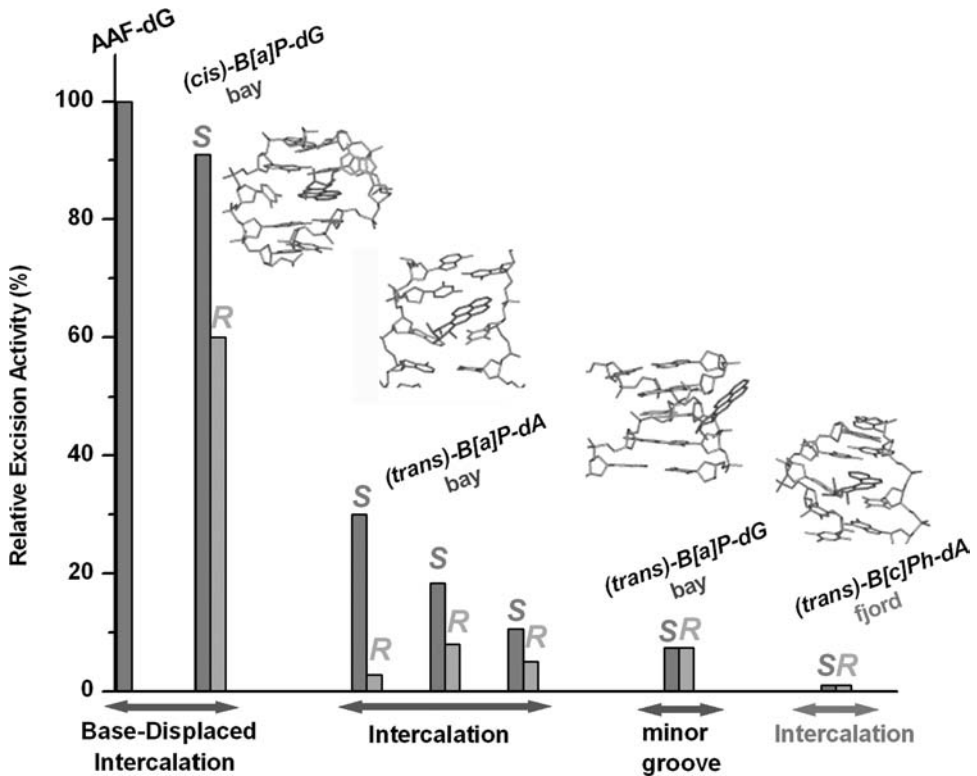 AAF-dG
(cis)-B[a]P-dG
bay
Relative Excision Activity (%)
100
80
60
40
20
0
S
R
(trans)-B[a]P-dA
bay
S
R
S
R
S
R
(trans)-B[a]P-dG
bay
SR
(trans)-B[c]Ph-dA
fjord
SR
Base-Displaced
Intercalation
Intercalation
minor
groove
Intercalation